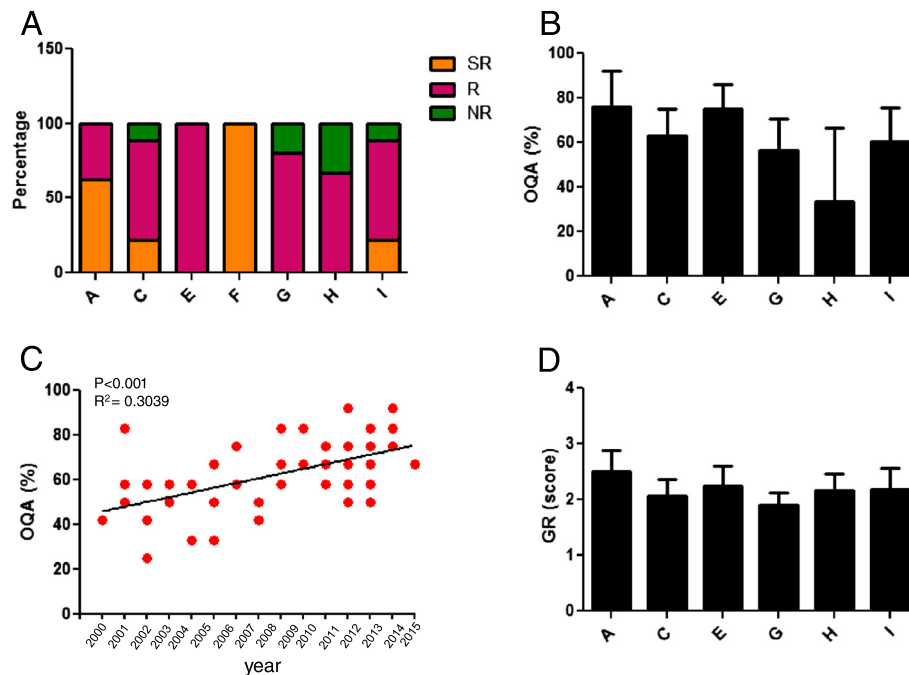 A
150
100
50
0
Percentage
A C E F G H I
SR
R
NR
B
100
80
60
40
20
0
OQA (%)
A C E G H I
C
P<0.001
R²= 0.3039
100
80
60
40
20
0
OQA (%)
2000 2001 2002 2003 2004 2005 2006 2007 2008 2009 2010 2011 2012 2013 2014 2015
year
D
4
3
2
1
0
GR (score)
A C E G H I